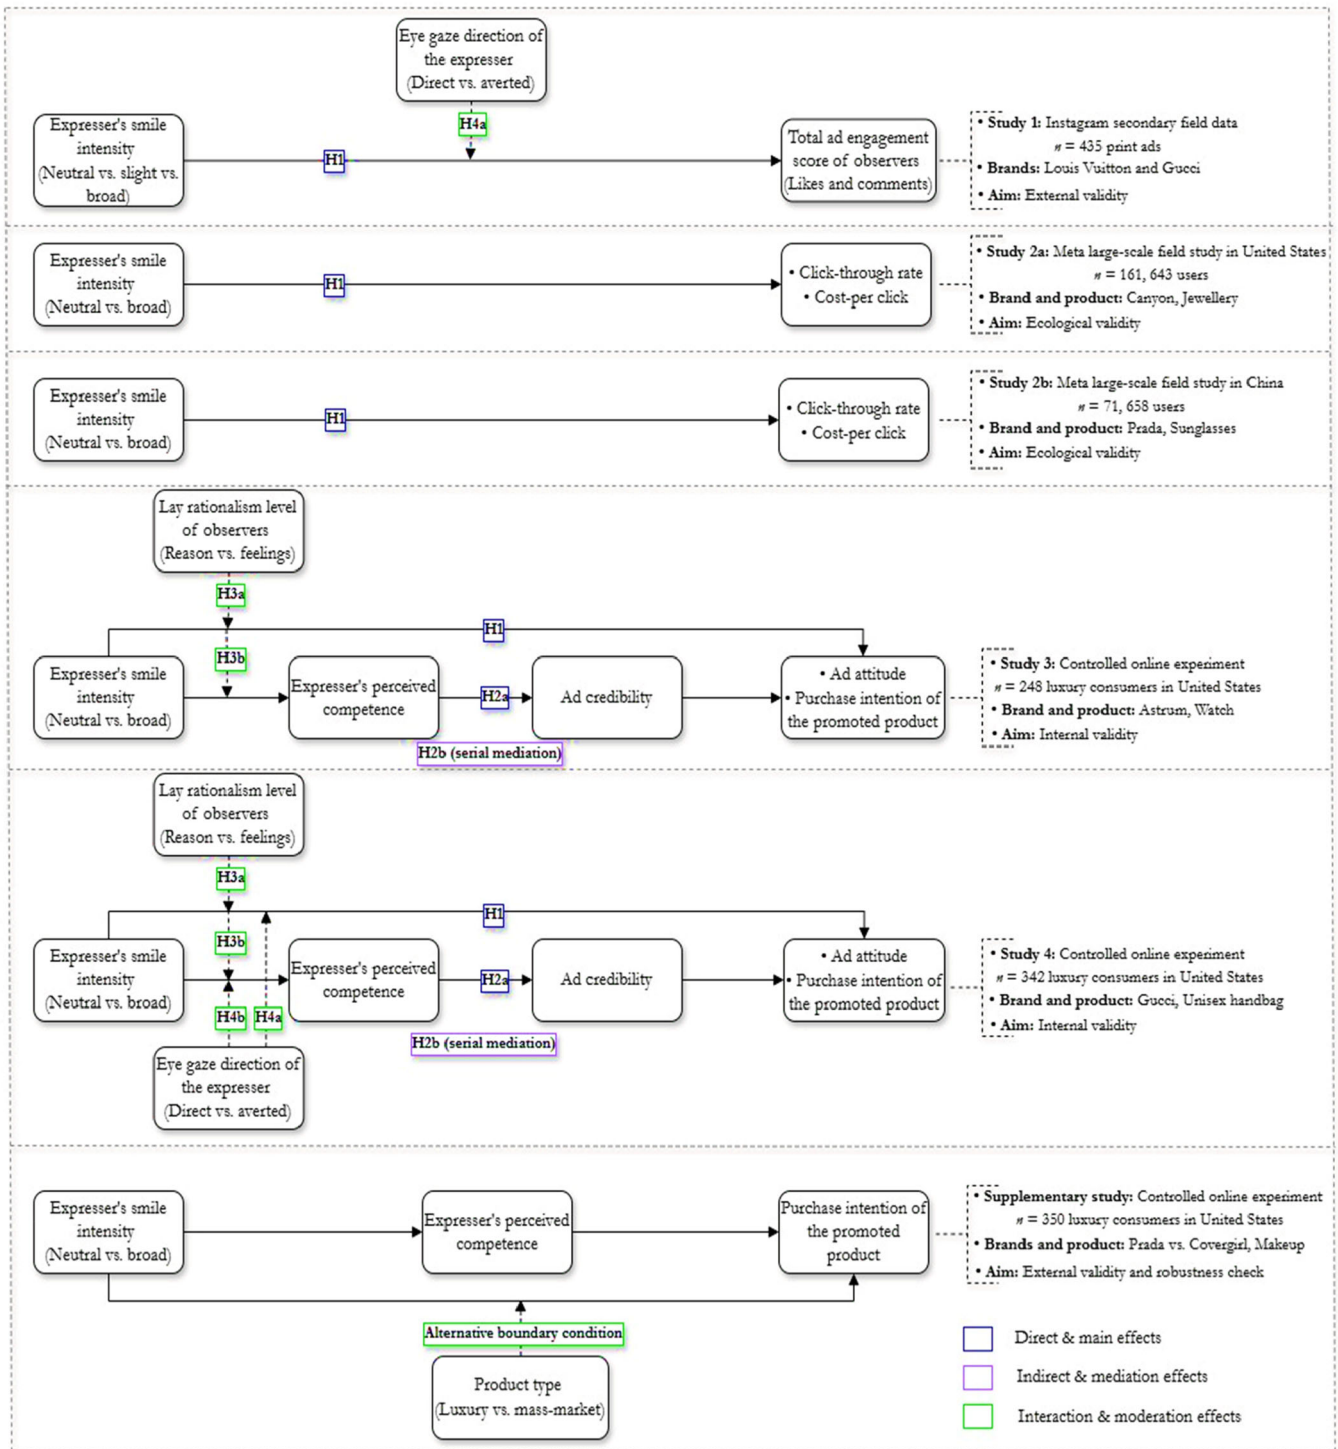 Eye gaze direction of
the expresser
(Direct vs. averted)
H4a
Expresser's smile
intensity
(Neutral vs. slight vs.
broad)
H1
Total ad engagement
score of observers
(Likes and comments)
• Study 1: Instagram secondary field data
n = 435 print ads
• Brands: Louis Vuitton and Gucci
• Aim: External validity
Expresser's smile
intensity
(Neutral vs. broad)
H1
• Click-through rate
• Cost-per click
• Study 2a: Meta large-scale field study in United States
n = 161, 643 users
• Brand and product: Canyon, Jewellery
• Aim: Ecological validity
Expresser's smile
intensity
(Neutral vs. broad)
H1
• Click-through rate
• Cost-per click
• Study 2b: Meta large-scale field study in China
n = 71, 658 users
• Brand and product: Prada, Sunglasses
• Aim: Ecological validity
Lay rationalism level
of observers
(Reason vs. feelings)
H3a
H1
H3b
Expresser's smile
intensity
(Neutral vs. broad)
Expresser's perceived
competence
H2a
Ad credibility
• Ad attitude
• Purchase intention of
the promoted product
H2b (serial mediation)
• Study 3: Controlled online experiment
n = 248 luxury consumers in United States
• Brand and product: Astrum, Watch
• Aim: Internal validity
Lay rationalism level
of observers
(Reason vs. feelings)
H3a
H1
H3b
Expresser's smile
intensity
(Neutral vs. broad)
Expresser's perceived
competence
H2a
Ad credibility
• Ad attitude
• Purchase intention of
the promoted product
H4b
H4a
H2b (serial mediation)
Eye gaze direction of
the expresser
(Direct vs. averted)
• Study 4: Controlled online experiment
n = 342 luxury consumers in United States
• Brand and product: Gucci, Unisex handbag
• Aim: Internal validity
Expresser's smile
intensity
(Neutral vs. broad)
Expresser's perceived
competence
Purchase intention of
the promoted
product
• Supplementary study: Controlled online experiment
n = 350 luxury consumers in United States
• Brands and product: Prada vs. Covergirl, Makeup
• Aim: External validity and robustness check
Alternative boundary condition
Product type
(Luxury vs. mass-market)
Direct & main effects
Indirect & mediation effects
Interaction & moderation effects